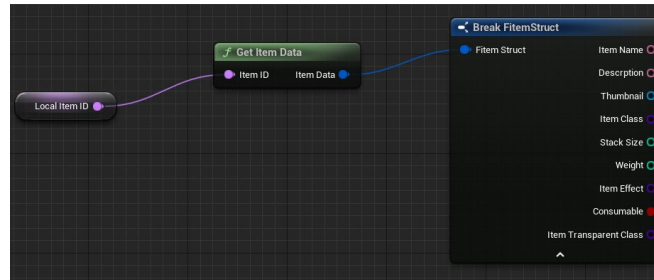 Local Item ID
Get Item Data
Item ID
Item Data
Break FitemStruct
Fitem Struct
Item Name
Descrption
Thumbnail
Item Class
Stack Size
Weight
Item Effect
Consumable
Item Transparent Class